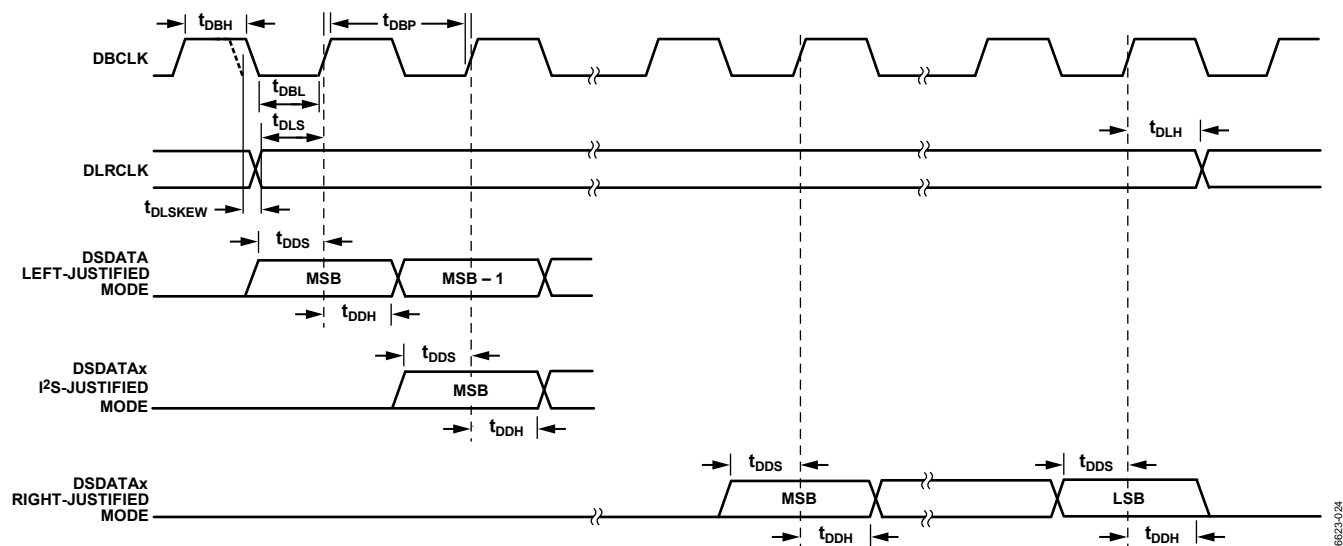 tDBH
tDBP
DBCLK
tDBL
tDLS
tDLH
DLRCLK
tDLSKEW
tDDS
DSDATA
LEFT-JUSTIFIED
MODE
MSB
MSB – 1
tDDH
tDDS
DSDATAx
I²S-JUSTIFIED
MODE
MSB
tDDH
tDDS
tDDS
DSDATAx
RIGHT-JUSTIFIED
MODE
MSB
LSB
tDDH
tDDH
6623-024